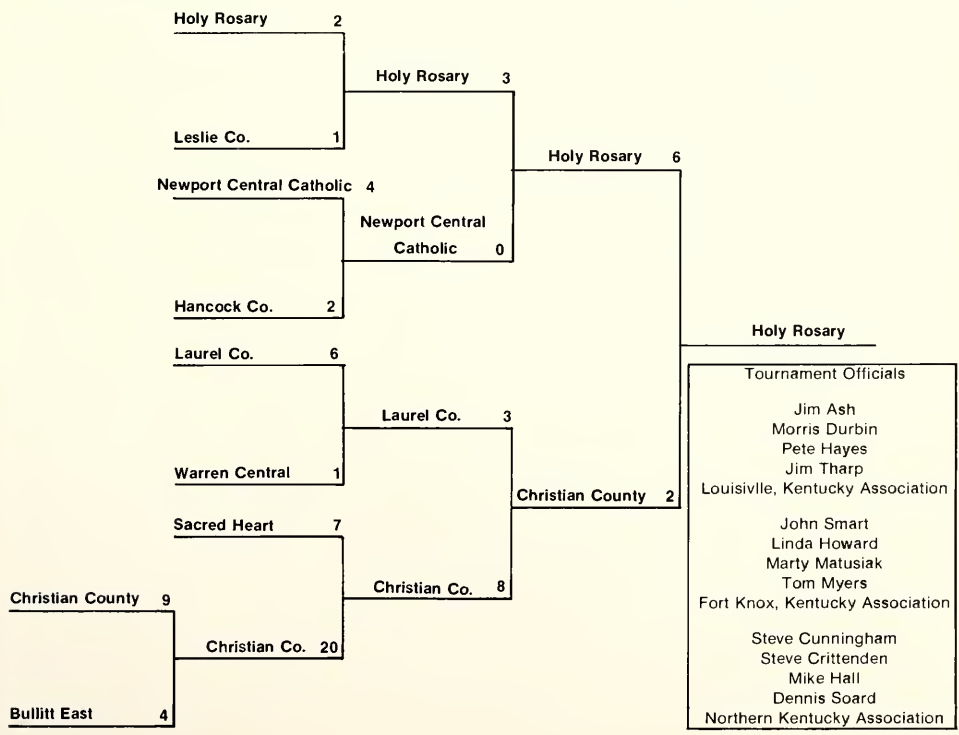 Holy Rosary 2
Holy Rosary 3
Leslie Co. 1
Holy Rosary 6
Newport Central Catholic 4
Newport Central
Catholic 0
Hancock Co. 2
Holy Rosary
Laurel Co. 6
Laurel Co. 3
Warren Central 1
Christian County 2
Sacred Heart 7
Christian Co. 8
Christian County 9
Christian Co. 20
Bullitt East 4
Tournament Officials
Jim Ash
Morris Durbin
Pete Hayes
Jim Tharp
Louisivlle, Kentucky Association
John Smart
Linda Howard
Marty Matusiak
Tom Myers
Fort Knox, Kentucky Association
Steve Cunningham
Steve Crittenden
Mike Hall
Dennis Soard
Northern Kentucky Association